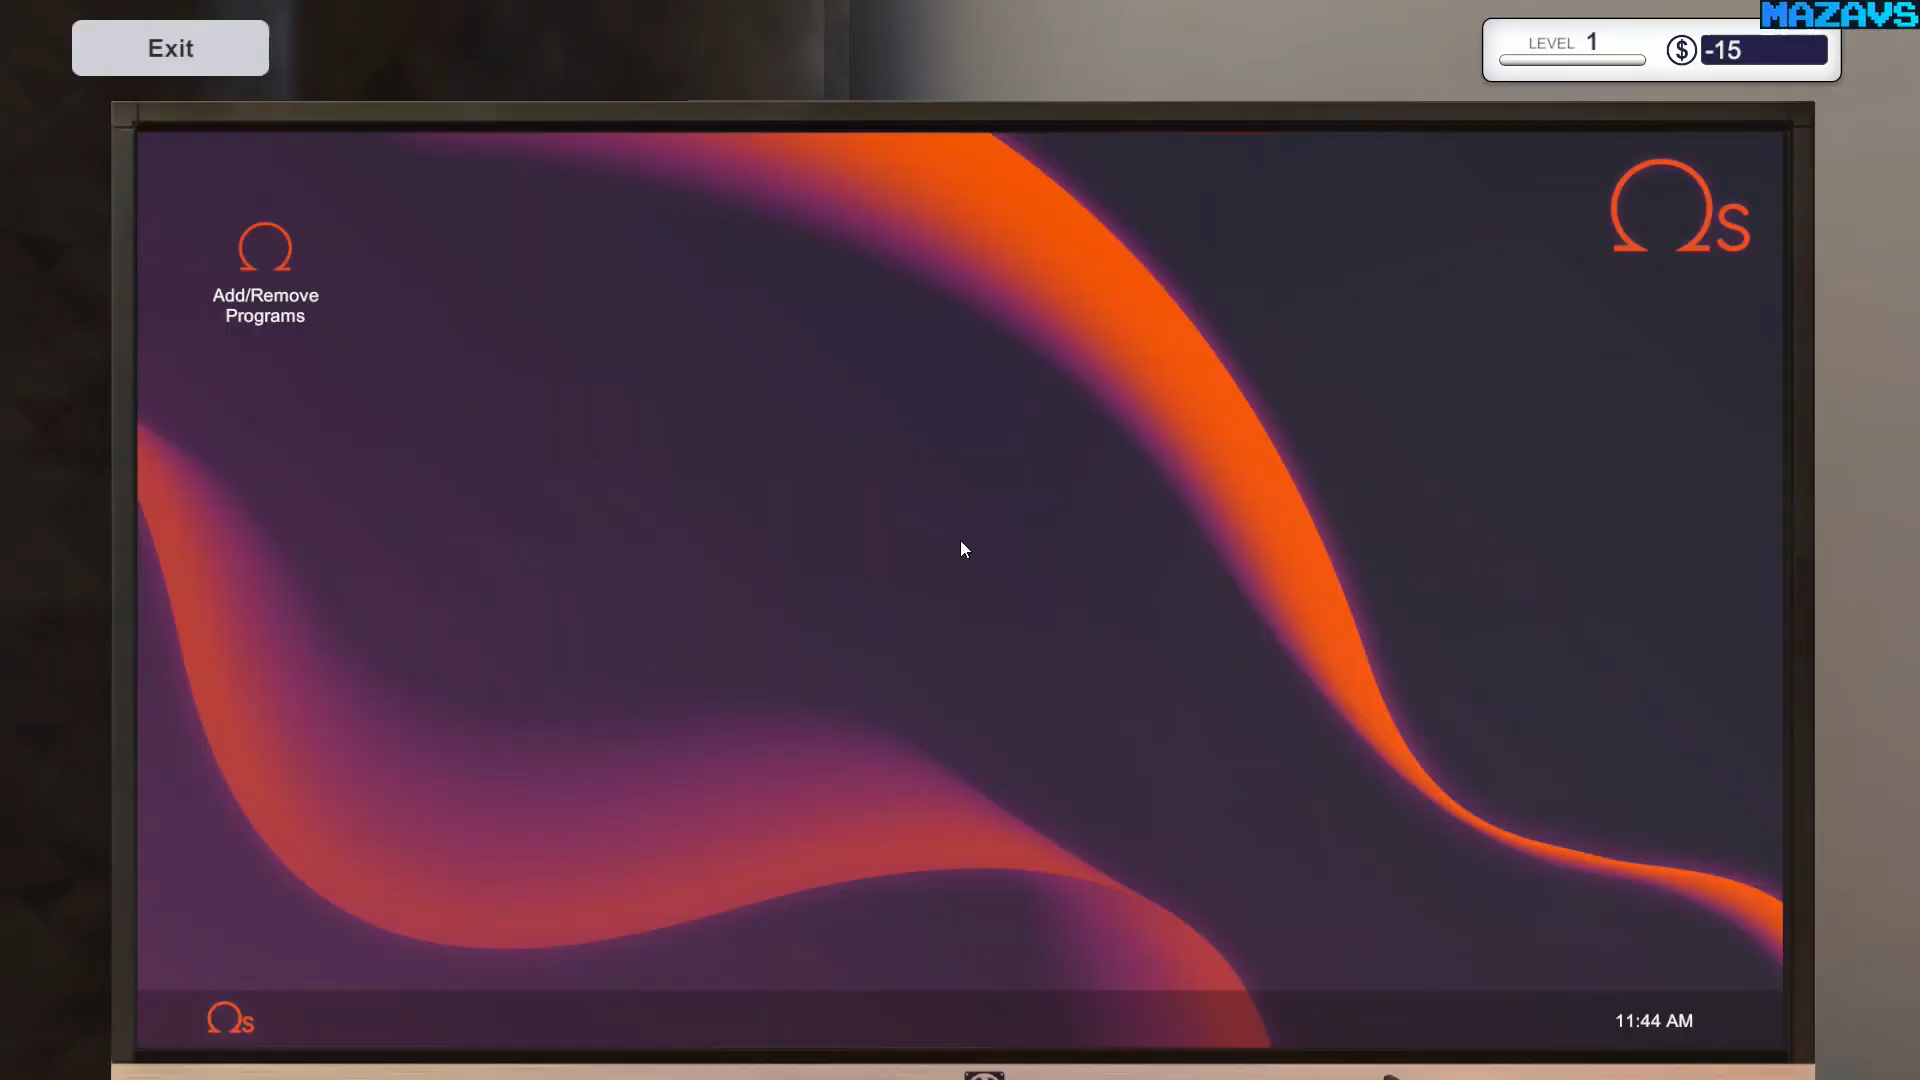 MAZAVS
Exit
LEVEL 1
$ -15
Ωs
Add/Remove
Programs
Ωs
11:44 AM